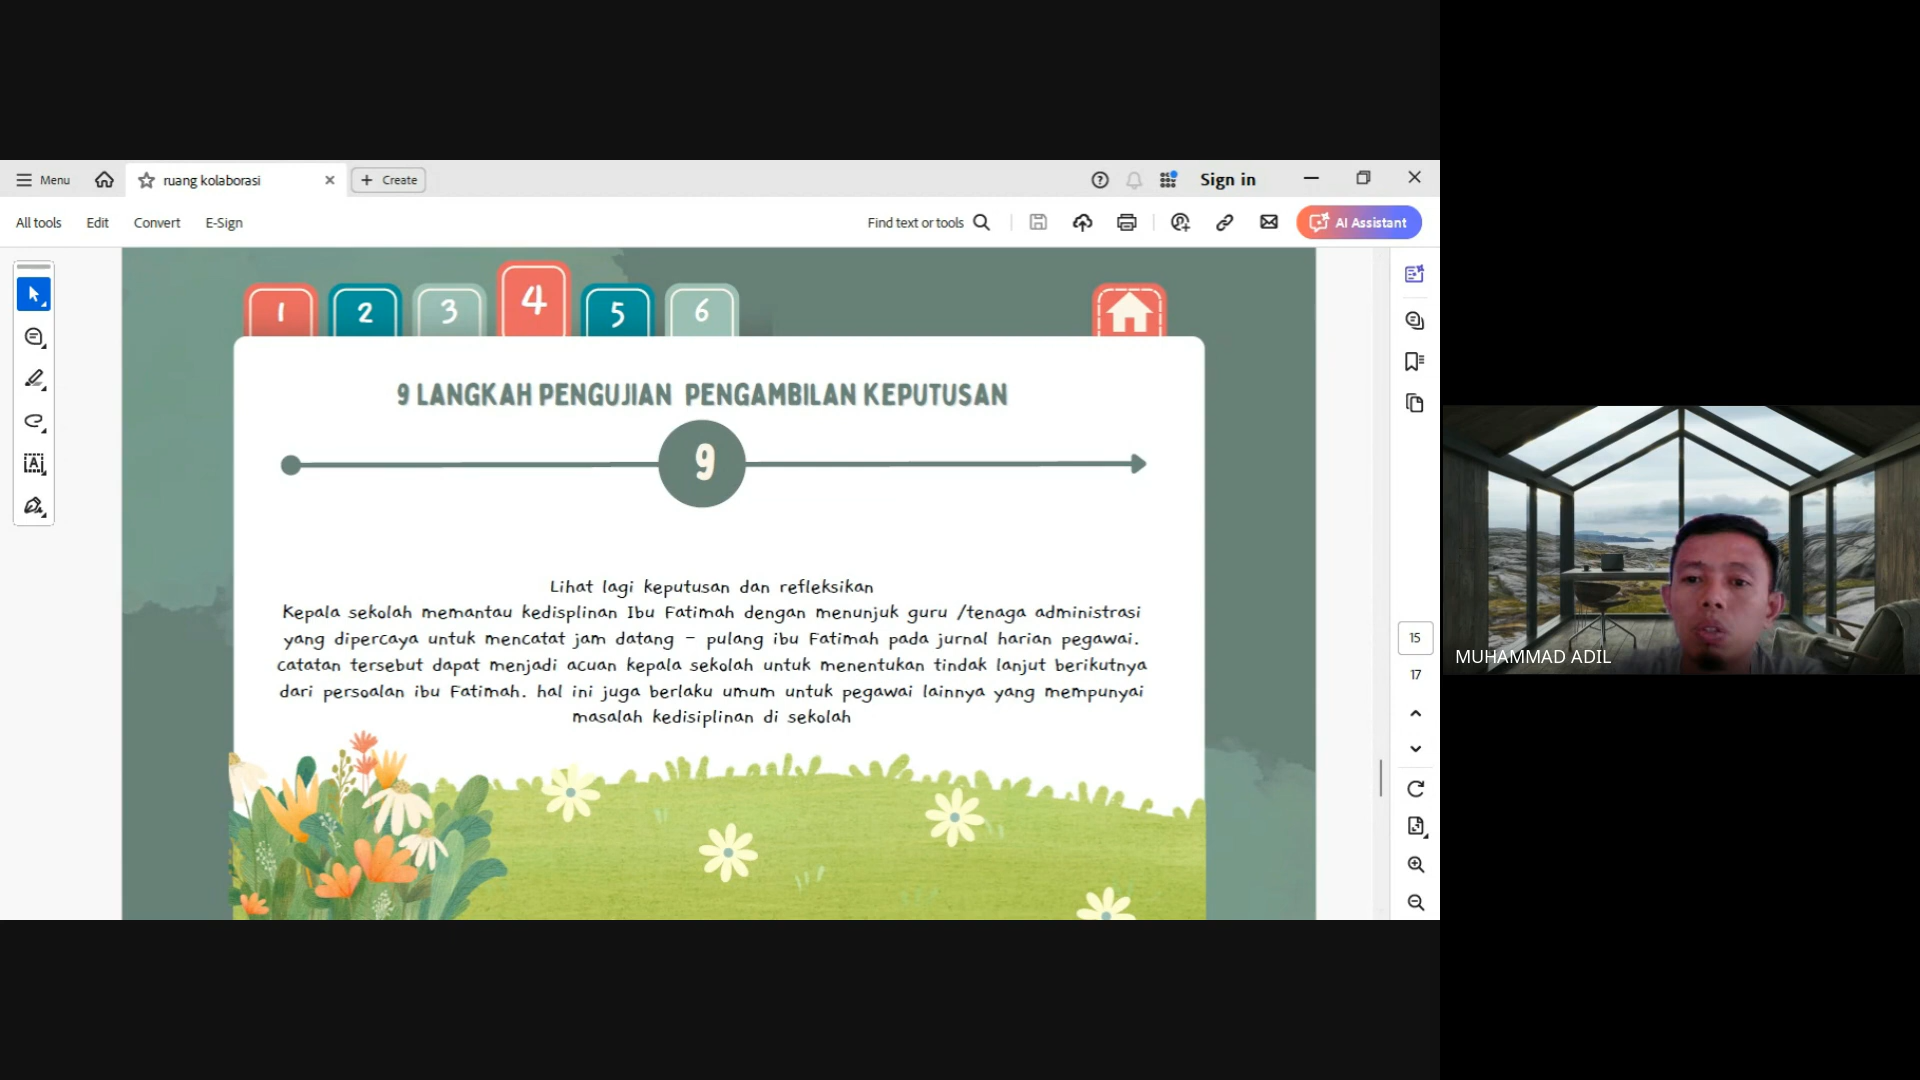 Menu
ruang kolaborasi
Create
Sign in
All tools
Edit
Convert
E-Sign
Find text or tools
AI Assistant
1
2
3
4
5
6
9 LANGKAH PENGUJIAN PENGAMBILAN KEPUTUSAN
9
Lihat lagi keputusan dan refleksikan
Kepala sekolah memantau kedisplinan Ibu Fatimah dengan menunjuk guru /tenaga administrasi
yang dipercaya untuk mencatat jam datang - pulang ibu Fatimah pada jurnal harian pegawai.
catatan tersebut dapat menjadi acuan kepala sekolah untuk menentukan tindak lanjut berikutnya
dari persoalan ibu Fatimah. hal ini juga berlaku umum untuk pegawai lainnya yang mempunyai
masalah kedisiplinan di sekolah
15
17
MUHAMMAD ADIL